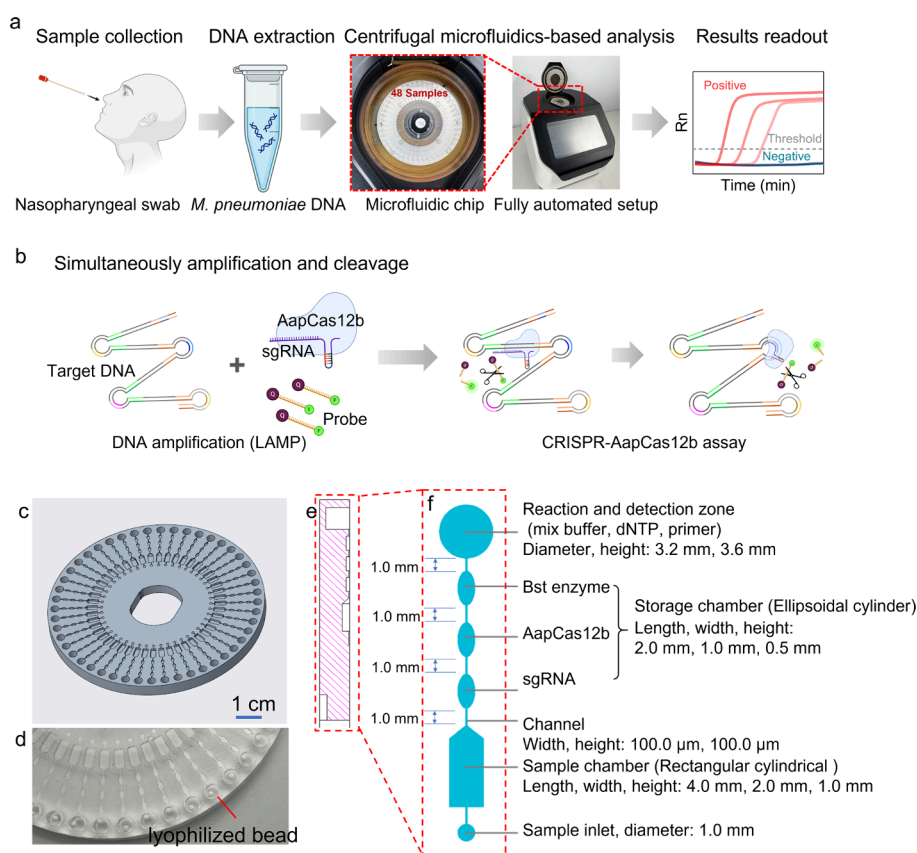 a
Sample collection
DNA extraction
Centrifugal microfluidics-based analysis
Results readout
48 Samples
Positive
Threshold
Negative
Rn
Time (min)
Nasopharyngeal swab
M. pneumoniae DNA
Microfluidic chip
Fully automated setup
b
Simultaneously amplification and cleavage
AapCas12b
sgRNA
Target DNA
+
Q
F
Q
F
Q
F
Probe
DNA amplification (LAMP)
CRISPR-AapCas12b assay
c
1 cm
d
lyophilized bead
e
f
1.0 mm
1.0 mm
1.0 mm
1.0 mm
Reaction and detection zone
(mix buffer, dNTP, primer)
Diameter, height: 3.2 mm, 3.6 mm
Bst enzyme
AapCas12b
sgRNA
Storage chamber (Ellipsoidal cylinder)
Length, width, height:
2.0 mm, 1.0 mm, 0.5 mm
Channel
Width, height: 100.0 µm, 100.0 µm
Sample chamber (Rectangular cylindrical )
Length, width, height: 4.0 mm, 2.0 mm, 1.0 mm
Sample inlet, diameter: 1.0 mm